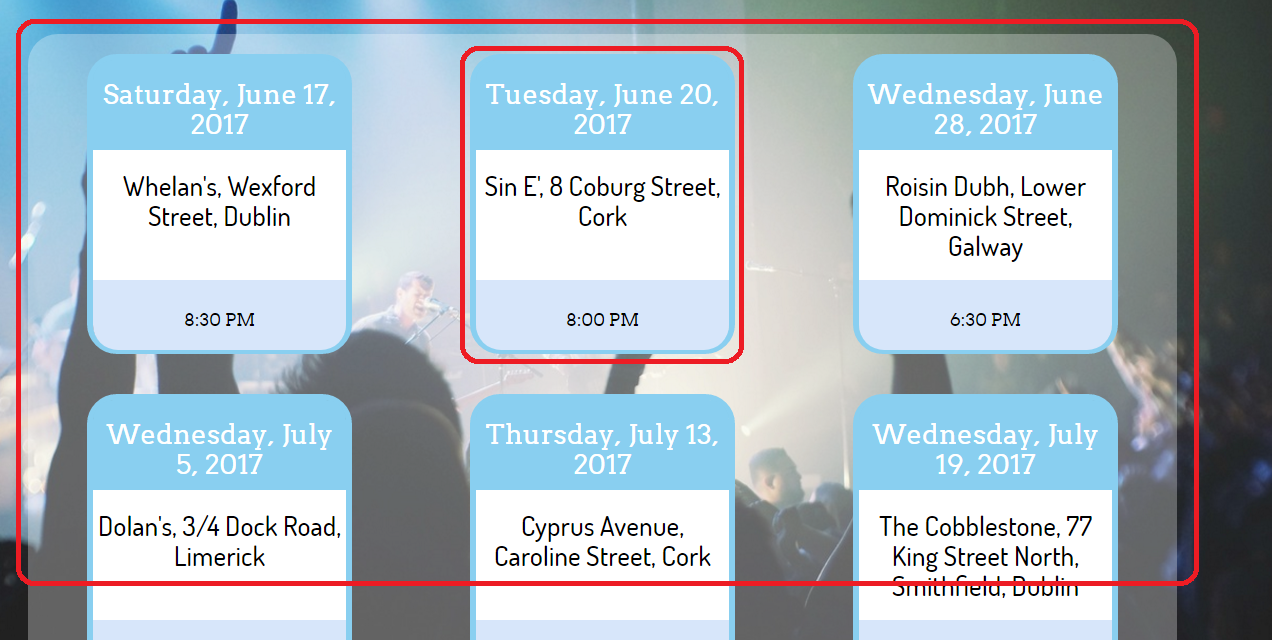 Saturday, June 17,
2017
Whelan's, Wexford
Street, Dublin
8:30 PM
Tuesday, June 20,
2017
Sin E', 8 Coburg Street,
Cork
8:00 PM
Wednesday, June
28, 2017
Roisin Dubh, Lower
Dominick Street,
Galway
6:30 PM
Wednesday, July
5, 2017
Dolan's, 3/4 Dock Road,
Limerick
Thursday, July 13,
2017
Cyprus Avenue,
Caroline Street, Cork
Wednesday, July
19, 2017
The Cobblestone, 77
King Street North,
Smithfield, Dublin